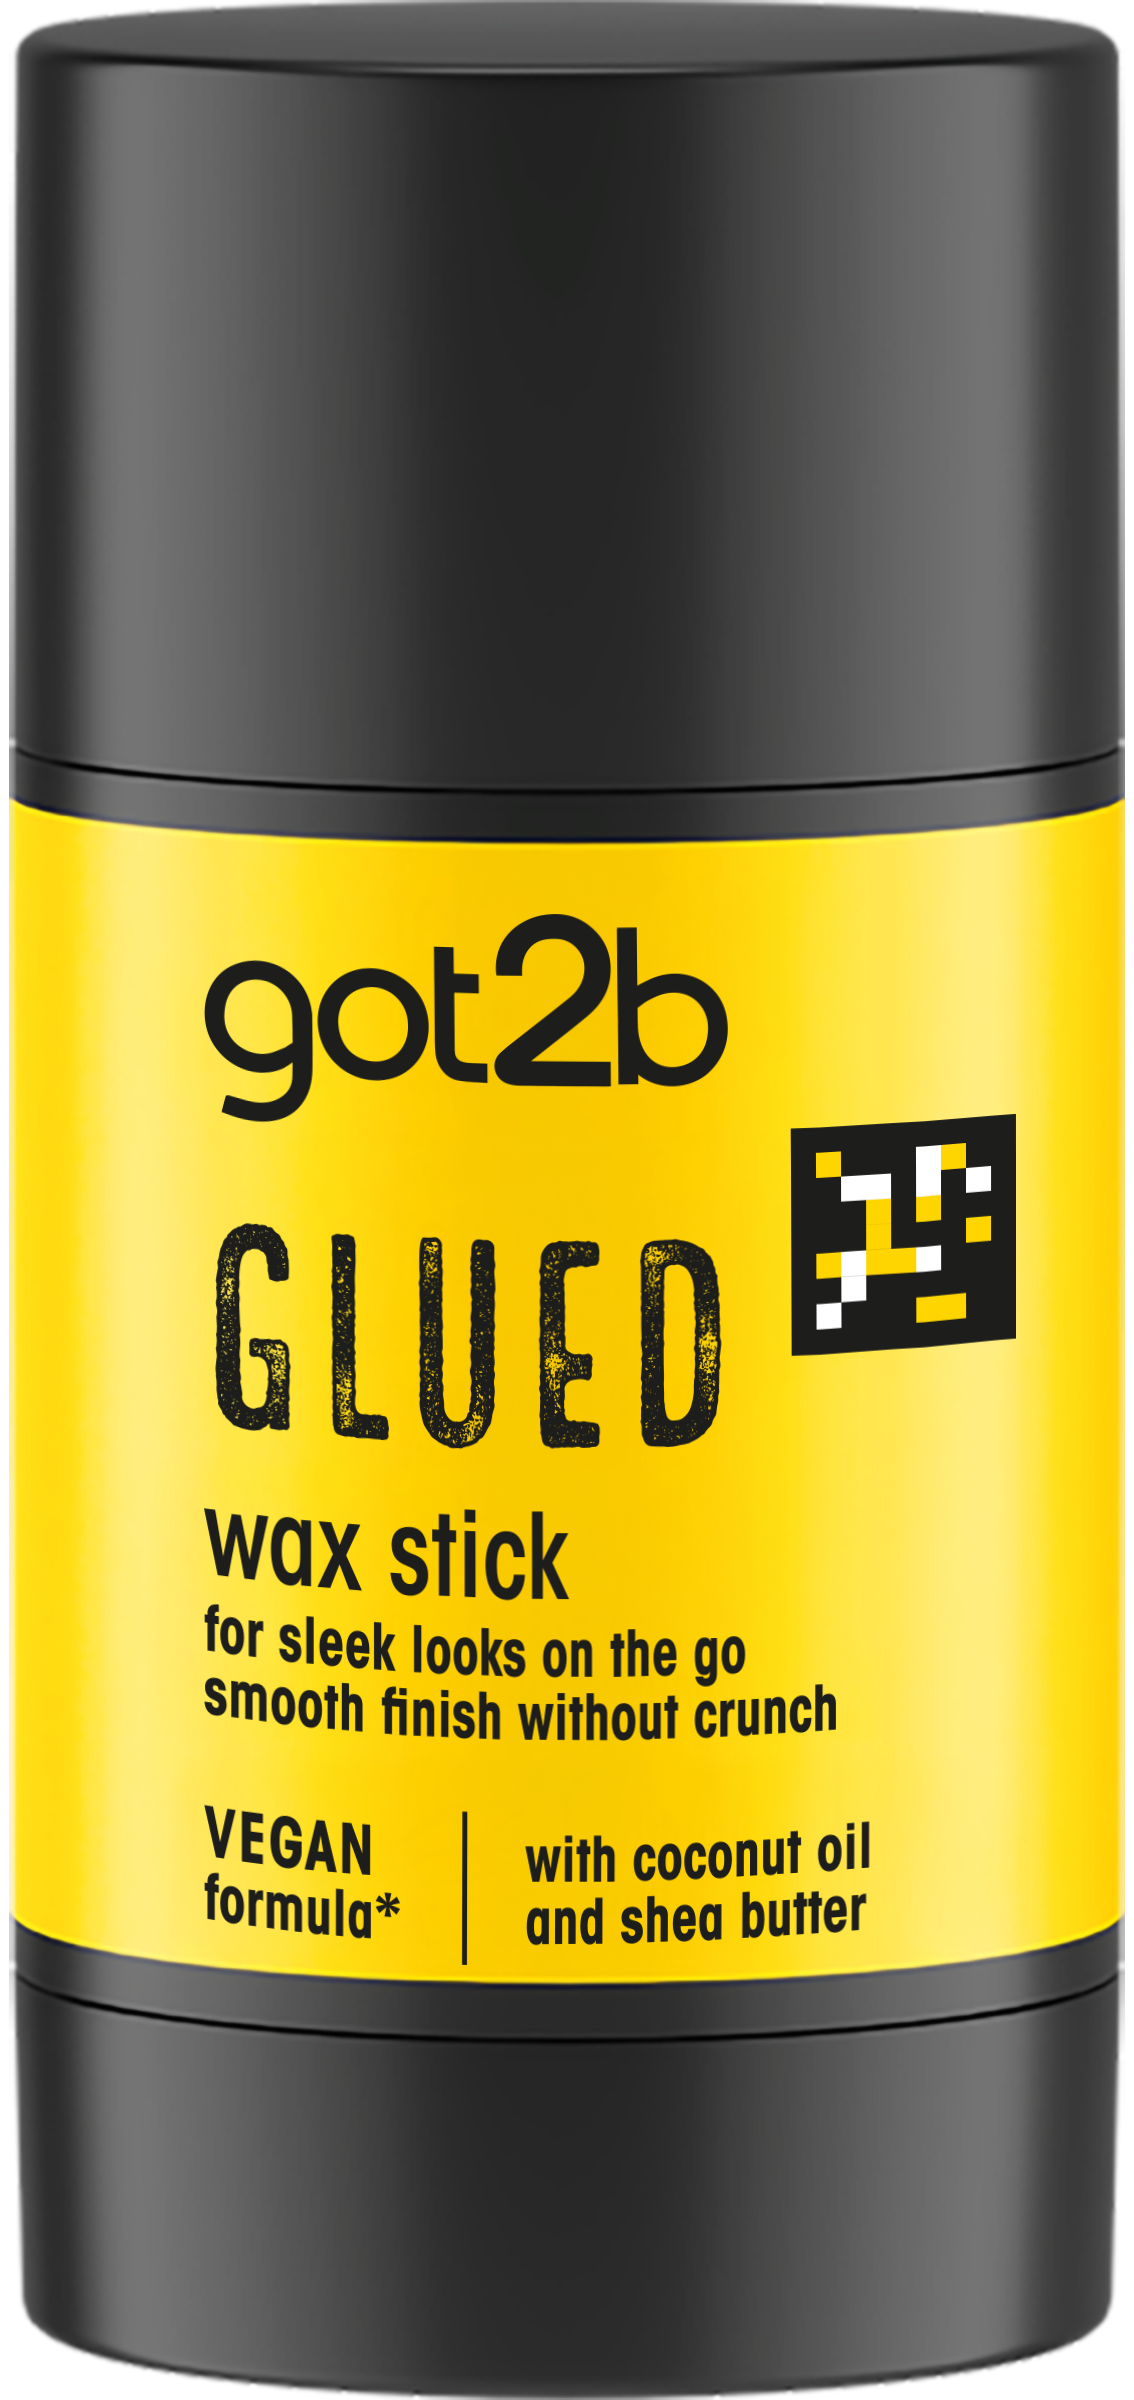 got2b
GLUED
wax stick
for sleek looks on the go
smooth finish without crunch
VEGAN
formula*
with coconut oil
and shea butter